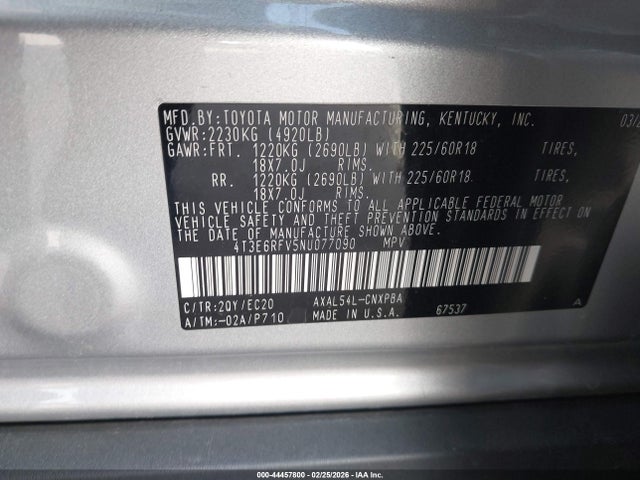 MFD.BY:TOYOTA MOTOR MANUFACTURING, KENTUCKY, INC. 03/2
GVWR:2230KG (4920LB)
GAWR:FRT. 1220KG (2690LB) WITH 225/60R18 TIRES,
18X7.0J RIMS.
RR. 1220KG (2690LB) WITH 225/60R18 TIRES,
18X7.0J RIMS.
THIS VEHICLE CONFORMS TO ALL APPLICABLE FEDERAL MOTOR
VEHICLE SAFETY AND THEFT PREVENTION STANDARDS IN EFFECT ON
THE DATE OF MANUFACTURE SHOWN ABOVE.
4T3E6RFV5NU077090 MPV
C/TR:2QY/EC20 AXAL54L-CNXPBA
A/TM:-02A/P710 MADE IN U.S.A. 67537 A
000-44457800 - 02/25/2026 - Copyright © IAA, Inc.